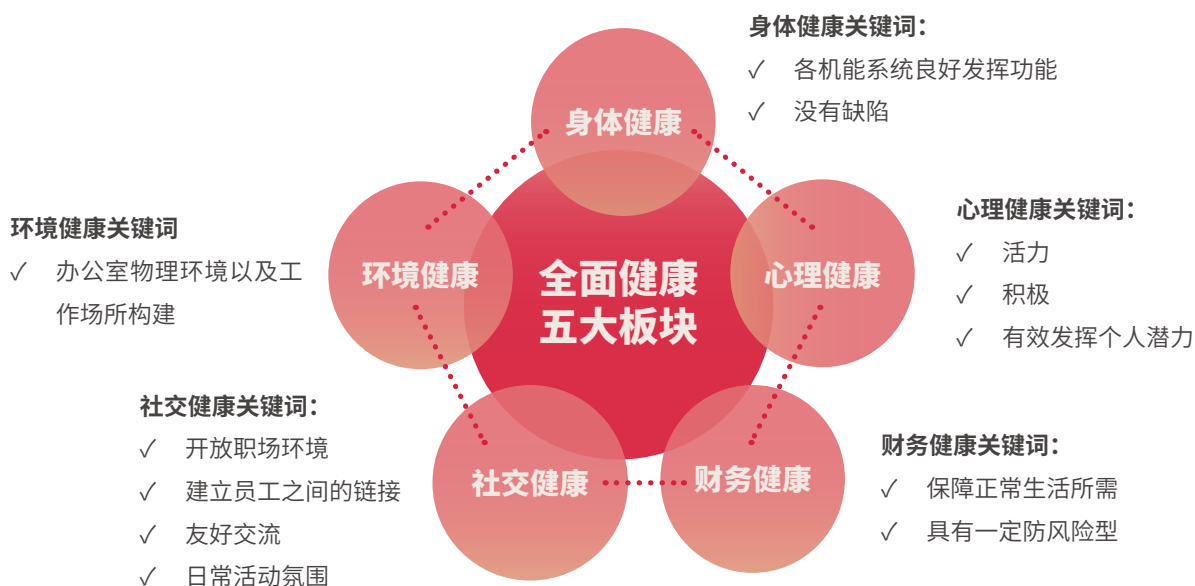 身体健康关键词：
✓ 各机能系统良好发挥功能
✓ 没有缺陷
身体健康
心理健康关键词：
✓ 活力
✓ 积极
✓ 有效发挥个人潜力
心理健康
环境健康关键词
✓ 办公室物理环境以及工
作场所构建
环境健康
全面健康
五大板块
社交健康关键词：
✓ 开放职场环境
✓ 建立员工之间的链接
✓ 友好交流
✓ 日常活动氛围
社交健康
财务健康
财务健康关键词：
✓ 保障正常生活所需
✓ 具有一定防风险型